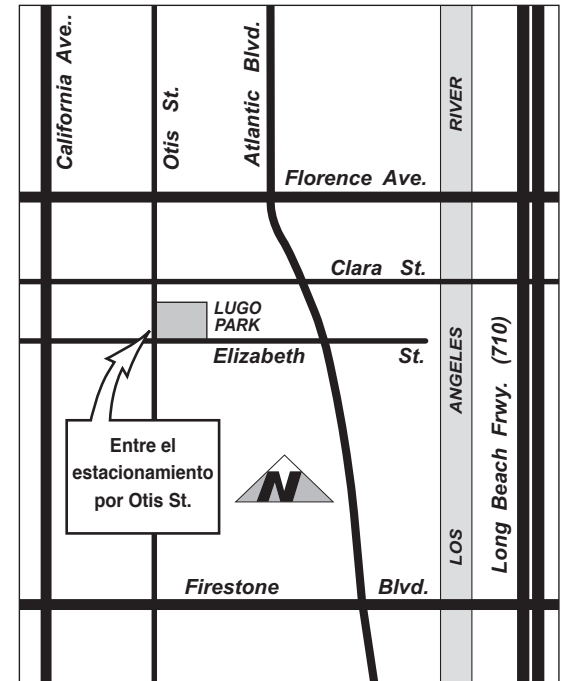 California Ave..
Otis St.
Atlantic Blvd.
RIVER
Florence Ave.
Clara St.
LUGO
PARK
Elizabeth St.
ANGELES
Long Beach Frwy. (710)
Entre el
estacionamiento
por Otis St.
N
LOS
Firestone Blvd.